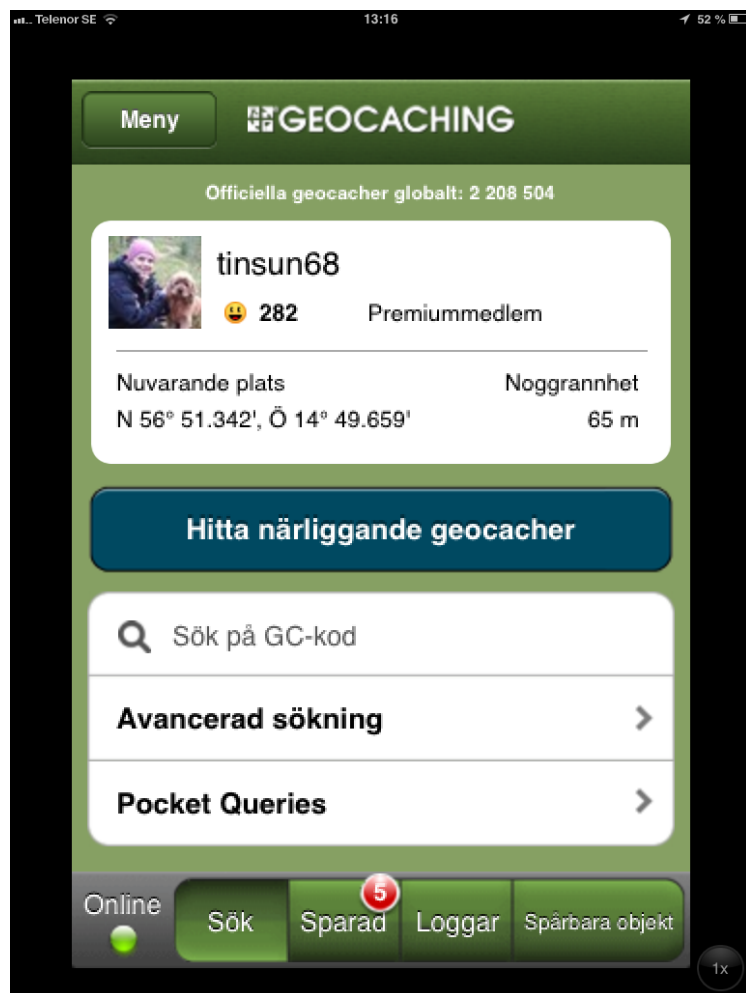 Telenor SE 13:16 52 %
Meny GEOCACHING
Officiella geocacher globalt: 2 208 504
tinsun68
282 Premiummedlem
Nuvarande plats Noggrannhet
N 56° 51.342', Ö 14° 49.659' 65 m
Hitta närliggande geocacher
Sök på GC-kod
Avancerad sökning
Pocket Queries
5
Online Sök Sparad Loggar Spårbara objekt
1x